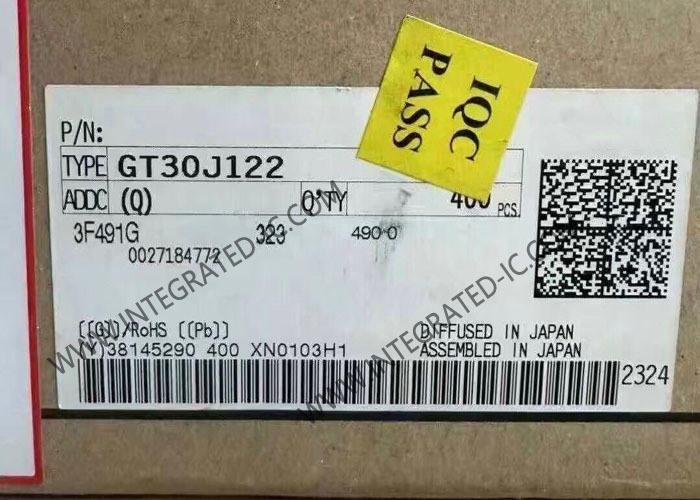 IQC
PASS
P/N:
TYPE GT30J122
ADDC (Q) Q'TY 400 PCS.
3F491G 323 490-0
0027184772
[[G]]/RoHS [[Pb]]
DIFFUSED IN JAPAN
38145290 400 XN0103H1
ASSEMBLED IN JAPAN
2324
WWW.INTEGRATED-IC.COM
WWW.INTEGRATED-IC.